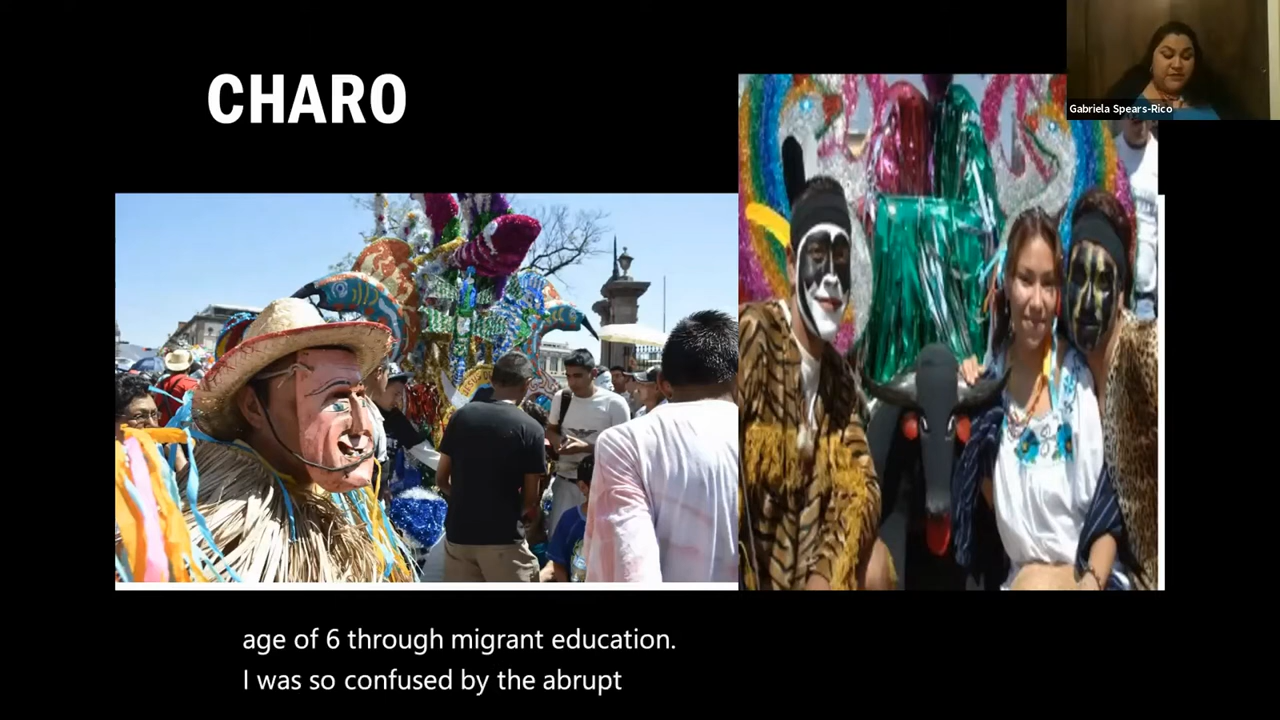 CHARO
Gabriela Spears-Rico
age of 6 through migrant education.
I was so confused by the abrupt